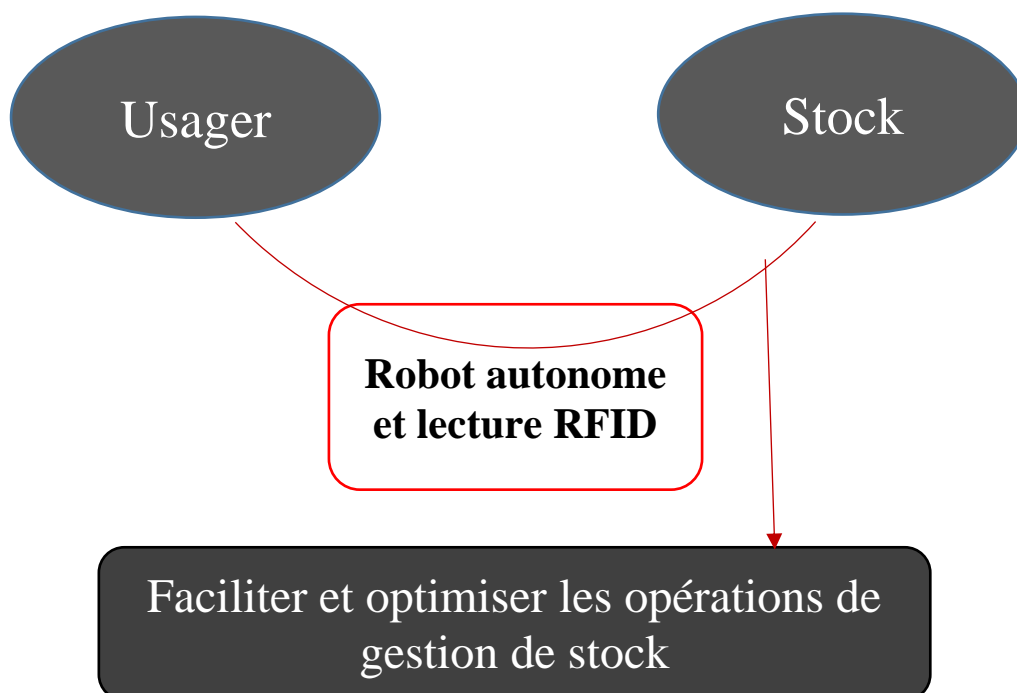 Usager
Stock
Robot autonome
et lecture RFID
Faciliter et optimiser les opérations de
gestion de stock